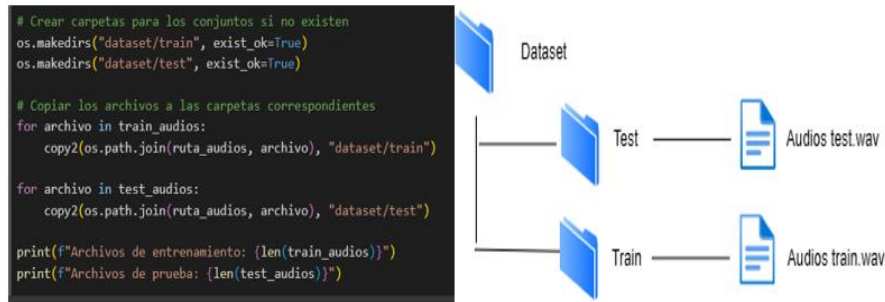 # Crear carpetas para los conjuntos si no existen
os.makedirs("dataset/train", exist_ok=True)
os.makedirs("dataset/test", exist_ok=True)
# Copiar los archivos a las carpetas correspondientes
for archivo in train_audios:
    copy2(os.path.join(ruta_audios, archivo), "dataset/train")
for archivo in test_audios:
    copy2(os.path.join(ruta_audios, archivo), "dataset/test")
print(f"Archivos de entrenamiento: {len(train_audios)}")
print(f"Archivos de prueba: {len(test_audios)}")
Dataset
Test
Audios test.wav
Train
Audios train.wav